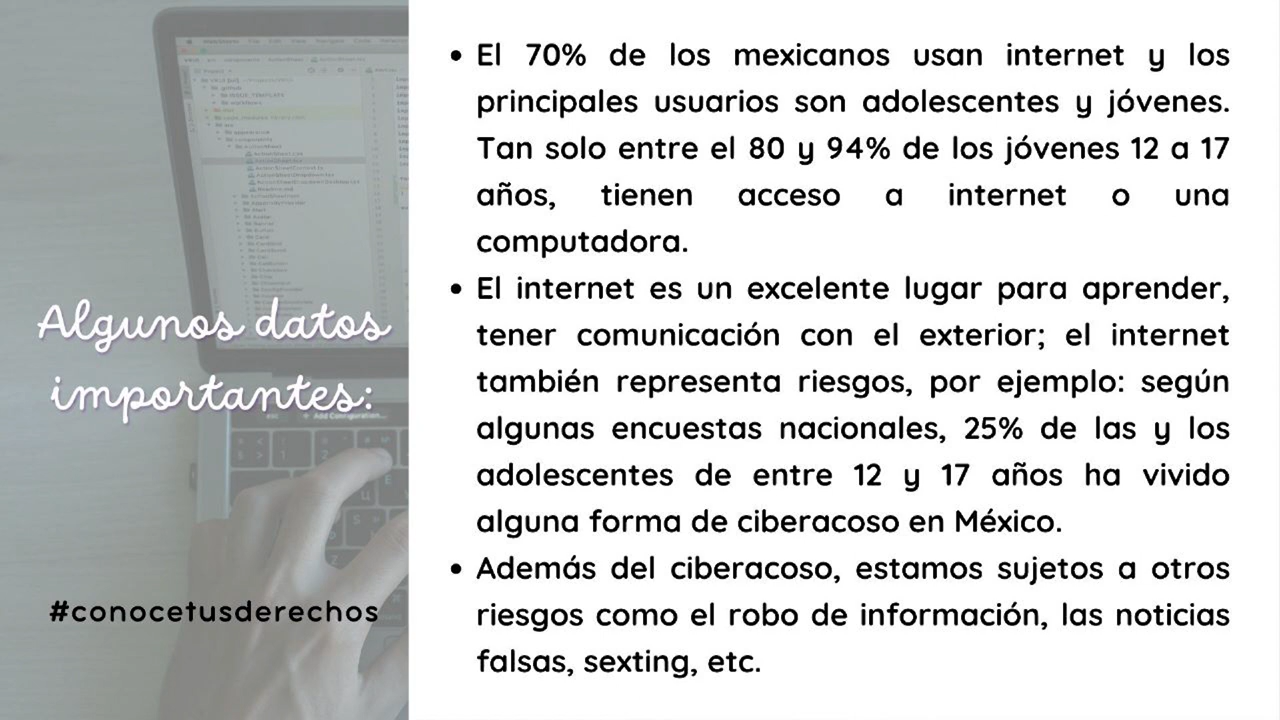 Algunos datos
importantes:
#conocetusderechos
• El 70% de los mexicanos usan internet y los
principales usuarios son adolescentes y jóvenes.
Tan solo entre el 80 y 94% de los jóvenes 12 a 17
años, tienen acceso a internet o una
computadora.
• El internet es un excelente lugar para aprender,
tener comunicación con el exterior; el internet
también representa riesgos, por ejemplo: según
algunas encuestas nacionales, 25% de las y los
adolescentes de entre 12 y 17 años ha vivido
alguna forma de ciberacoso en México.
• Además del ciberacoso, estamos sujetos a otros
riesgos como el robo de información, las noticias
falsas, sexting, etc.